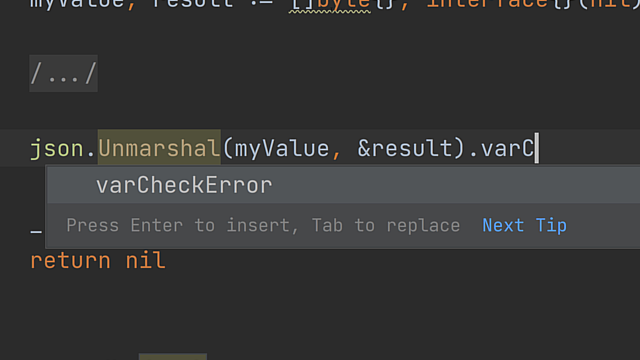 myValue, result := []byte{}, interface{}(nil)
/.../
json.Unmarshal(myValue, &result).varC
varCheckError
Press Enter to insert, Tab to replace Next Tip
_
return nil